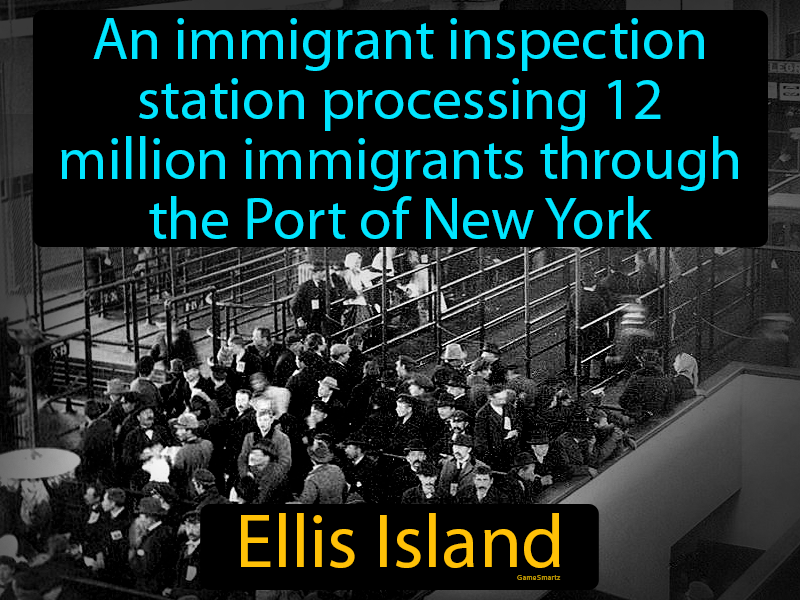 An immigrant inspection
station processing 12
million immigrants through
the Port of New York
Ellis Island
GameSmartz